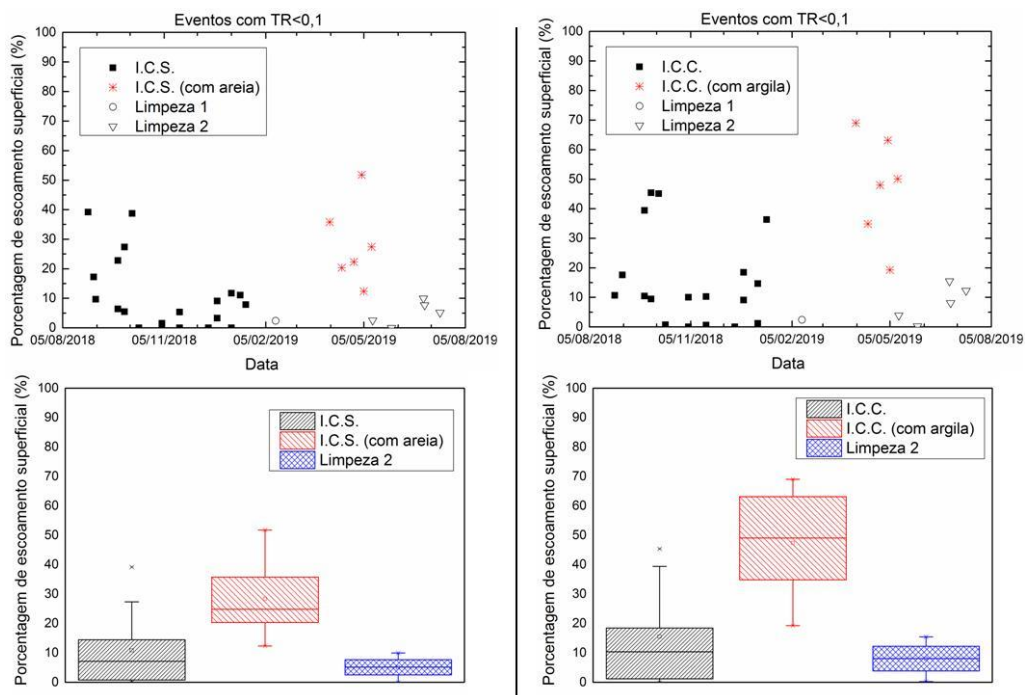 Eventos com TR<0,1
Porcentagem de escoamento superficial (%)
100
90
80
70
60
50
40
30
20
10
0
I.C.S.
I.C.S. (com areia)
Limpeza 1
Limpeza 2
05/08/2018
05/11/2018
05/02/2019
05/05/2019
05/08/2019
Data
Porcentagem de escoamento superficial (%)
100
90
80
70
60
50
40
30
20
10
0
I.C.S.
I.C.S. (com areia)
Limpeza 2
Eventos com TR<0,1
Porcentagem de escoamento superficial (%)
100
90
80
70
60
50
40
30
20
10
0
I.C.C.
I.C.C. (com argila)
Limpeza 1
Limpeza 2
05/08/2018
05/11/2018
05/02/2019
05/05/2019
05/08/2019
Data
Porcentagem de escoamento superficial (%)
100
90
80
70
60
50
40
30
20
10
0
I.C.C.
I.C.C. (com argila)
Limpeza 2